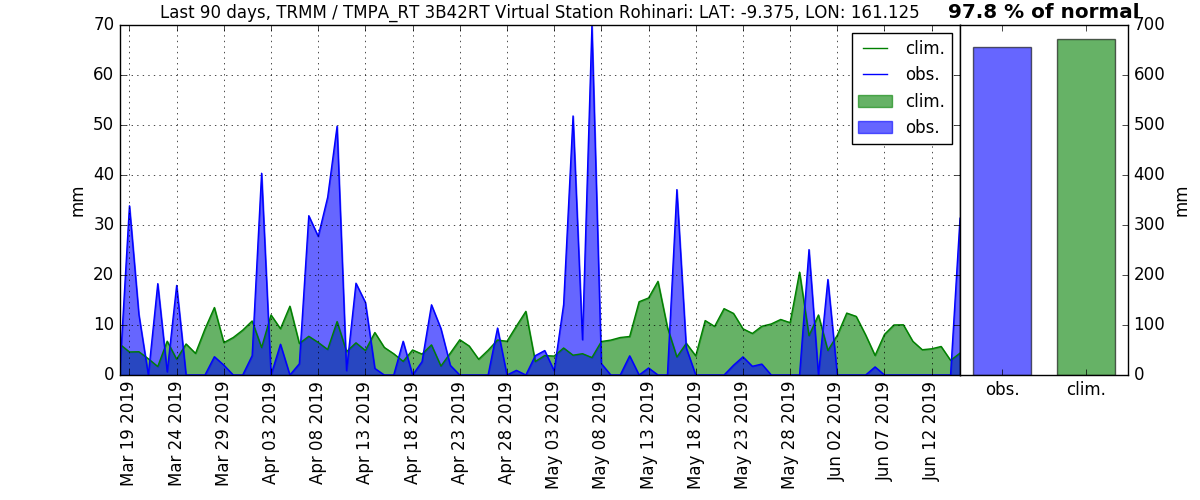 Last 90 days, TRMM / TMPA_RT 3B42RT Virtual Station Rohinari: LAT: -9.375, LON: 161.125
97.8 % of normal
70
60
50
40
30
20
10
0
mm
clim.
obs.
clim.
obs.
700
600
500
400
300
200
100
0
mm
Mar 19 2019
Mar 24 2019
Mar 29 2019
Apr 03 2019
Apr 08 2019
Apr 13 2019
Apr 18 2019
Apr 23 2019
Apr 28 2019
May 03 2019
May 08 2019
May 13 2019
May 18 2019
May 23 2019
May 28 2019
Jun 02 2019
Jun 07 2019
Jun 12 2019
obs.
clim.